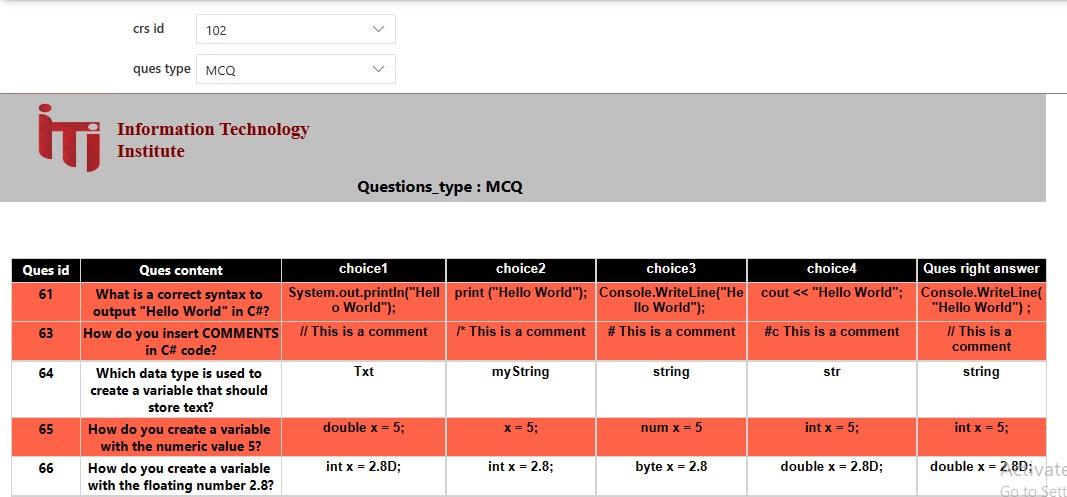 crs id 102
ques type MCQ
iTi
Information Technology
Institute
Questions_type : MCQ
Ques id Ques content choice1 choice2 choice3 choice4 Ques right answer
61 What is a correct syntax to System.out.println("Hell print ("Hello World"); Console.WriteLine("He cout << "Hello World"; Console.WriteLine(
output "Hello World" in C#? o World"); llo World"); "Hello World") ;
63 How do you insert COMMENTS // This is a comment /* This is a comment # This is a comment #c This is a comment // This is a
in C# code? comment
64 Which data type is used to Txt myString string str string
create a variable that should
store text?
65 How do you create a variable double x = 5; x = 5; num x = 5 int x = 5; int x = 5;
with the numeric value 5?
66 How do you create a variable int x = 2.8D; int x = 2.8; byte x = 2.8 double x = 2.8D; double x = 2.8D;
with the floating number 2.8?
Activate
Go to Sett